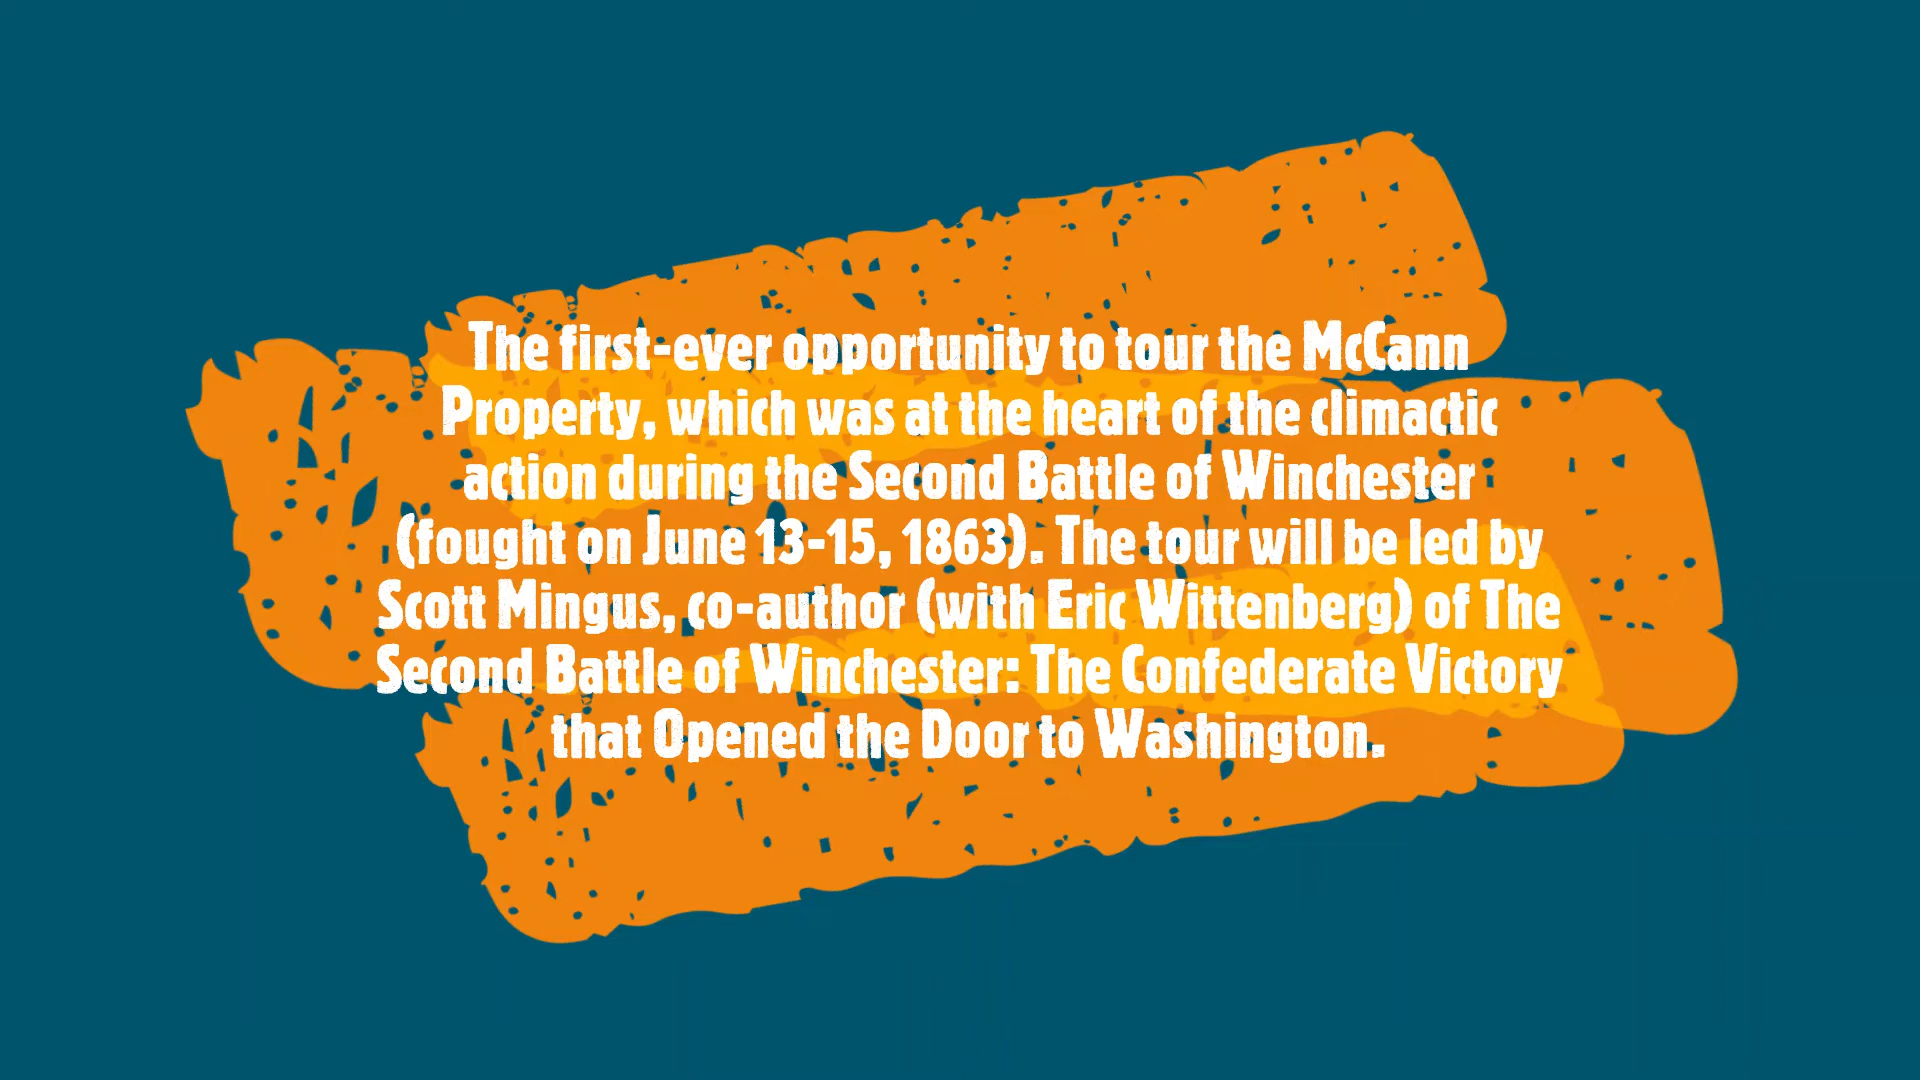 The first-ever opportunity to tour the McCann
Property, which was at the heart of the climactic
action during the Second Battle of Winchester
(fought on June 13-15, 1863). The tour will be led by
Scott Mingus, co-author (with Eric Wittenberg) of The
Second Battle of Winchester: The Confederate Victory
that Opened the Door to Washington.